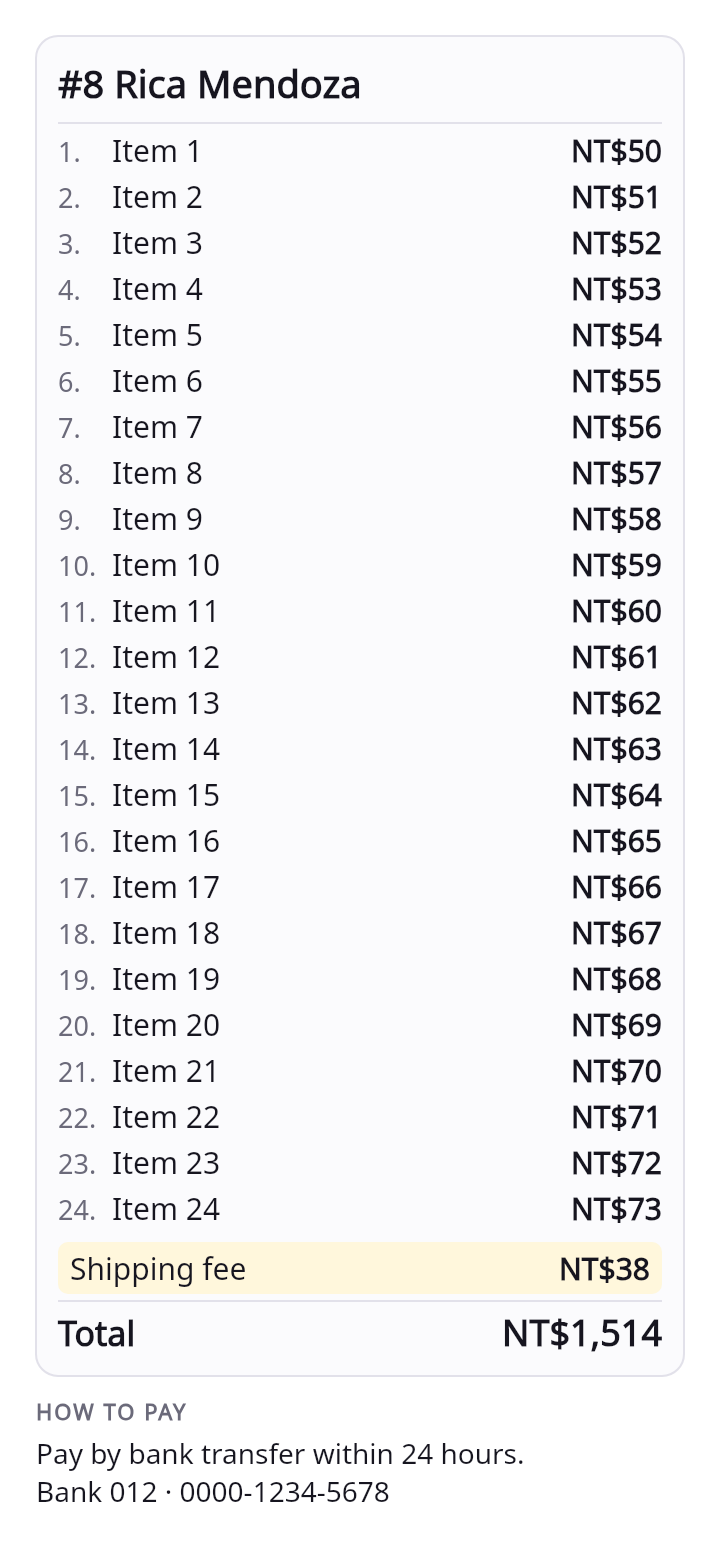 #8 Rica Mendoza
1. Item 1 NT$50
2. Item 2 NT$51
3. Item 3 NT$52
4. Item 4 NT$53
5. Item 5 NT$54
6. Item 6 NT$55
7. Item 7 NT$56
8. Item 8 NT$57
9. Item 9 NT$58
10. Item 10 NT$59
11. Item 11 NT$60
12. Item 12 NT$61
13. Item 13 NT$62
14. Item 14 NT$63
15. Item 15 NT$64
16. Item 16 NT$65
17. Item 17 NT$66
18. Item 18 NT$67
19. Item 19 NT$68
20. Item 20 NT$69
21. Item 21 NT$70
22. Item 22 NT$71
23. Item 23 NT$72
24. Item 24 NT$73
Shipping fee NT$38
Total NT$1,514
HOW TO PAY
Pay by bank transfer within 24 hours.
Bank 012 · 0000-1234-5678